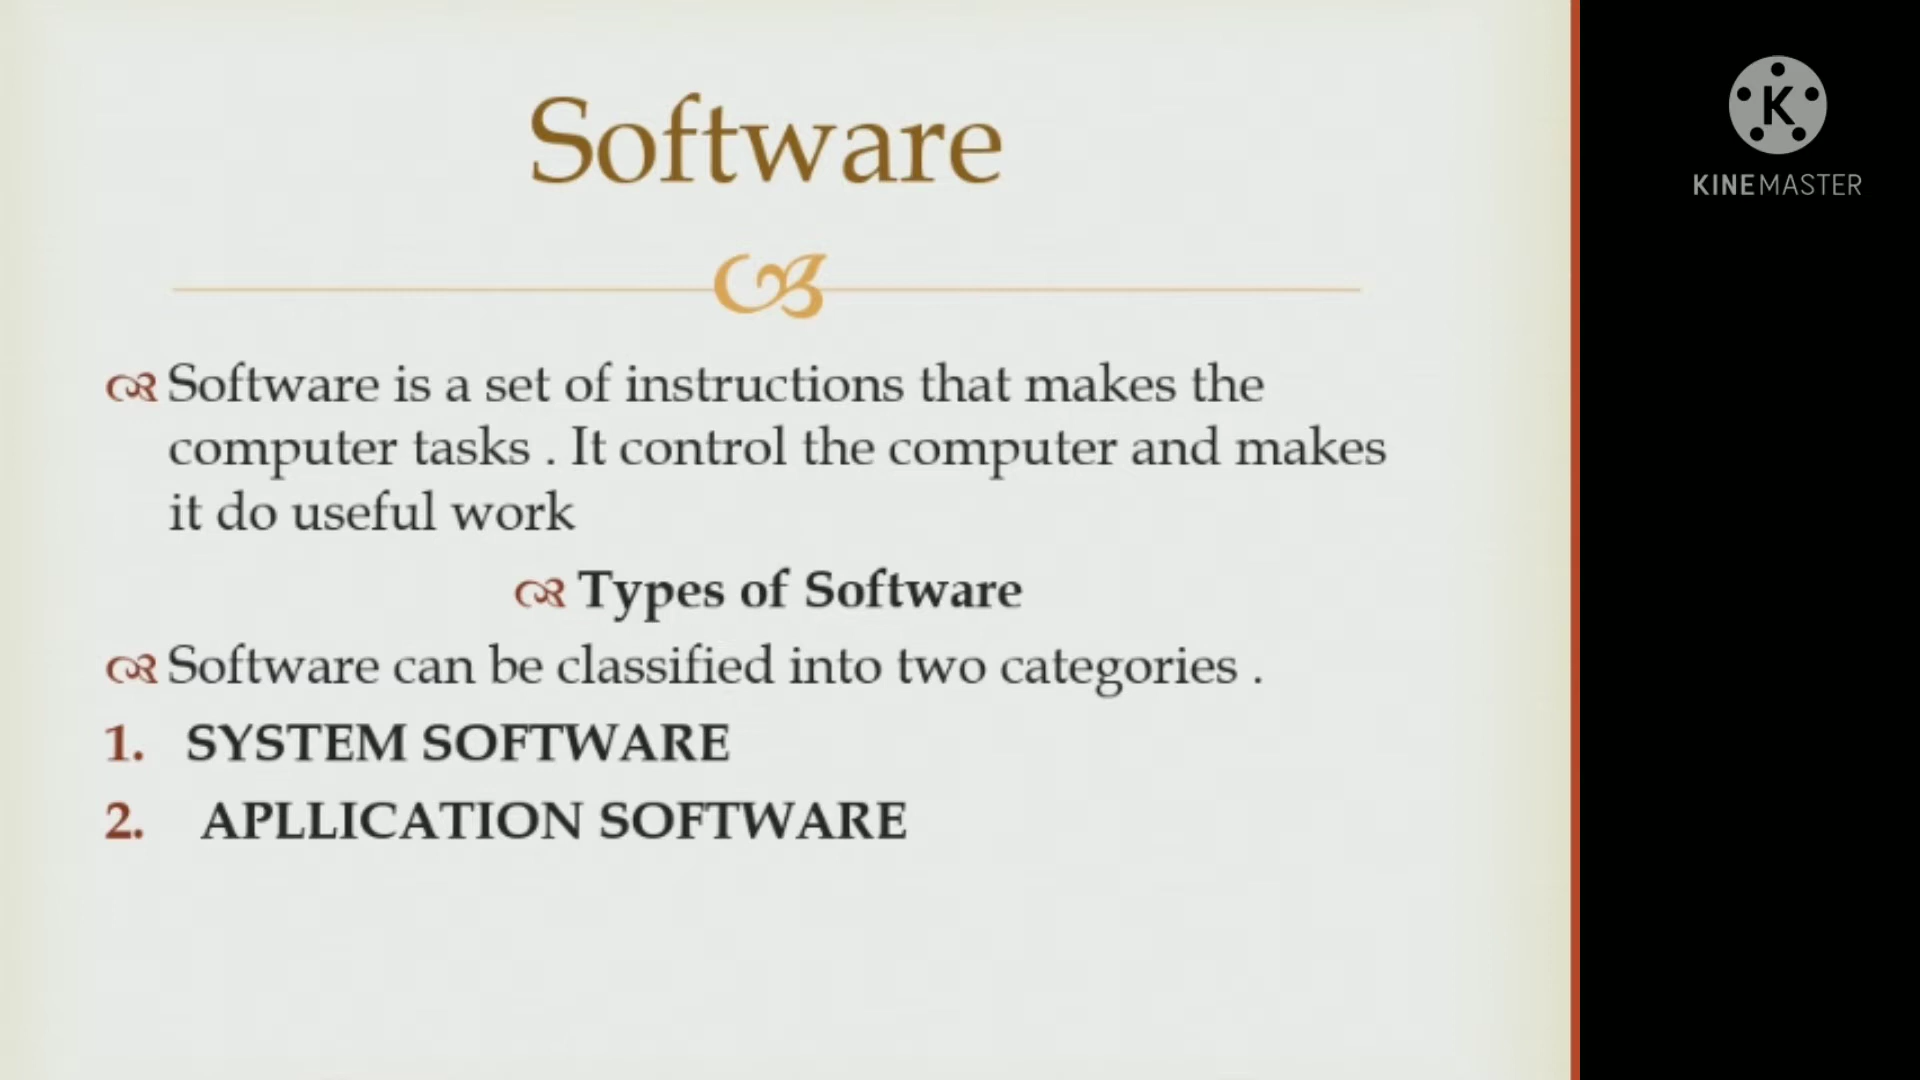 Software
Software is a set of instructions that makes the
computer tasks . It control the computer and makes
it do useful work
Types of Software
Software can be classified into two categories .
1. SYSTEM SOFTWARE
2. APLLICATION SOFTWARE
K
KINEMASTER